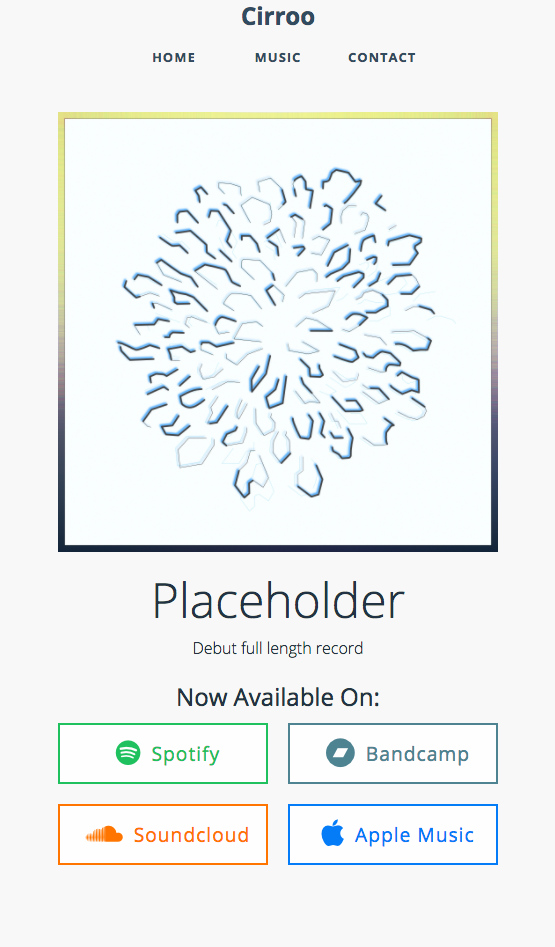 Cirroo
HOME MUSIC CONTACT
Placeholder
Debut full length record
Now Available On:
Spotify Bandcamp
Soundcloud Apple Music